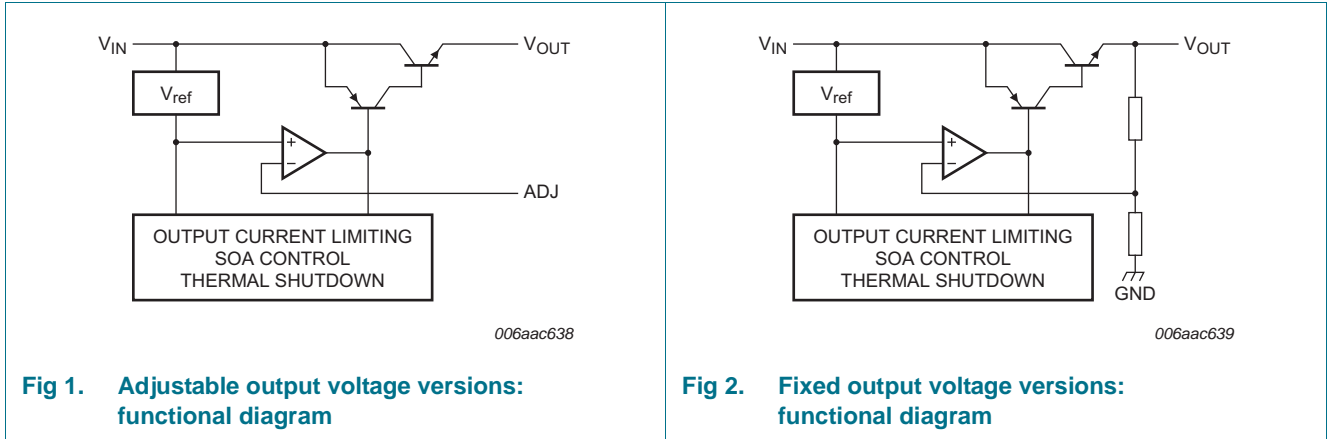 VIN
VOUT
Vref
+
−
ADJ
OUTPUT CURRENT LIMITING
SOA CONTROL
THERMAL SHUTDOWN
006aac638
Fig 1. Adjustable output voltage versions:
functional diagram
VIN
VOUT
Vref
+
−
OUTPUT CURRENT LIMITING
SOA CONTROL
THERMAL SHUTDOWN
GND
006aac639
Fig 2. Fixed output voltage versions:
functional diagram